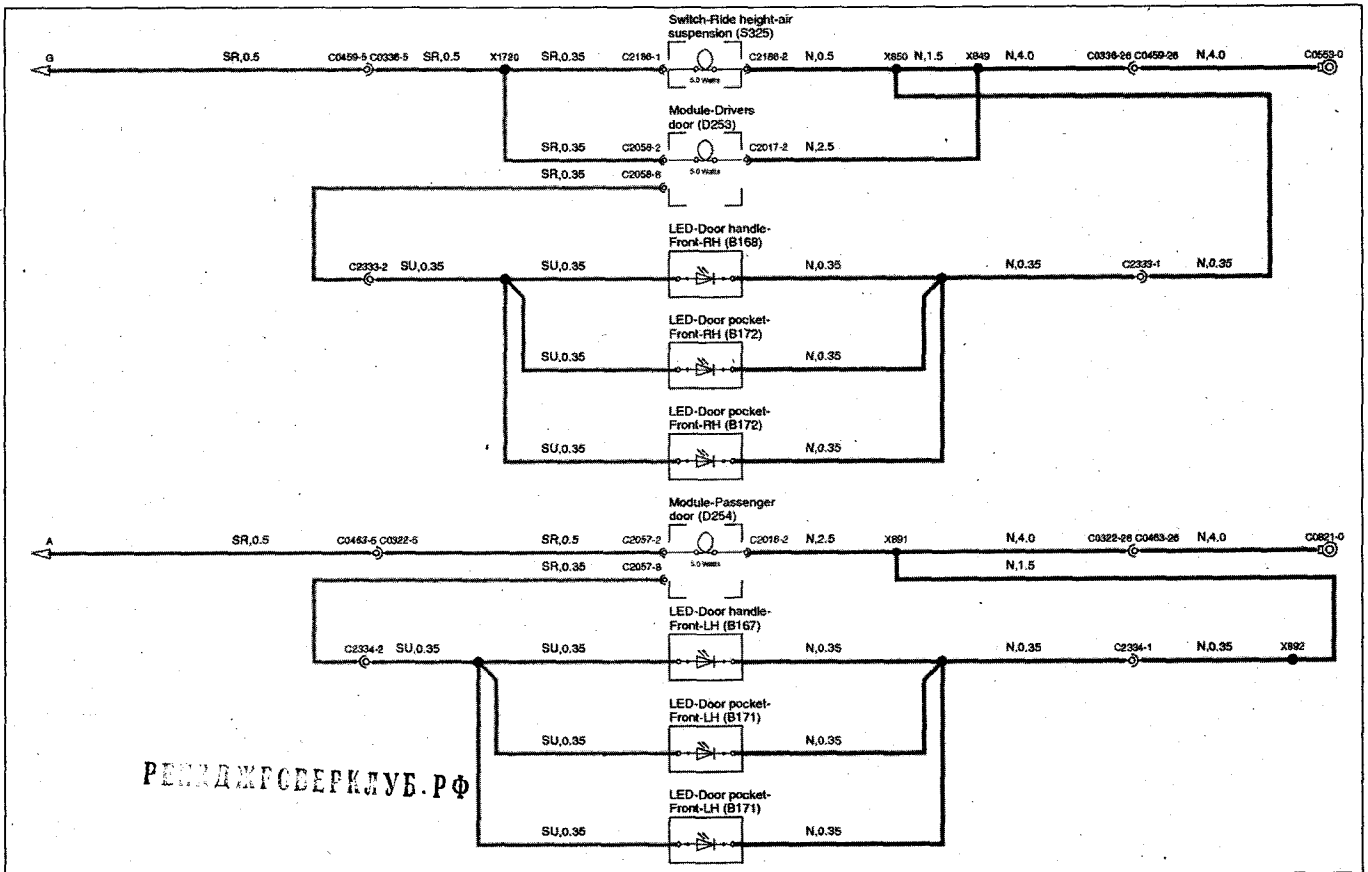 Switch-Ride height-air
suspension (S325)
G SR,0.5 C0459-5 C0336-5 SR,0.5 X1720 SR,0.35 C2186-1 C2186-2 N,0.5 X850 N,1.5 X849 N,4.0 C0336-26 C0459-26 N,4.0 C0553-0
5.0 Watts
Module-Drivers
door (D253)
SR,0.35 C2058-2 C2017-2 N,2.5
5.0 Watts
SR,0.35 C2058-8
LED-Door handle-
Front-RH (B168)
C2333-2 SU,0.35 SU,0.35 N,0.35 N,0.35 C2333-1 N,0.35
LED-Door pocket-
Front-RH (B172)
SU,0.35 N,0.35
LED-Door pocket-
Front-RH (B172)
SU,0.35 N,0.35
Module-Passenger
door (D254)
A SR,0.5 C0463-5 C0322-5 SR,0.5 C2057-2 C2016-2 N,2.5 X891 N,4.0 C0322-26 C0463-26 N,4.0 C0821-0
5.0 Watts
SR,0.35 C2057-8 N,1.5
LED-Door handle-
Front-LH (B167)
C2334-2 SU,0.35 SU,0.35 N,0.35 N,0.35 C2334-1 N,0.35 X892
LED-Door pocket-
Front-LH (B171)
SU,0.35 N,0.35
РЕНДЖРОВЕРКЛУБ.РФ
LED-Door pocket-
Front-LH (B171)
SU,0.35 N,0.35